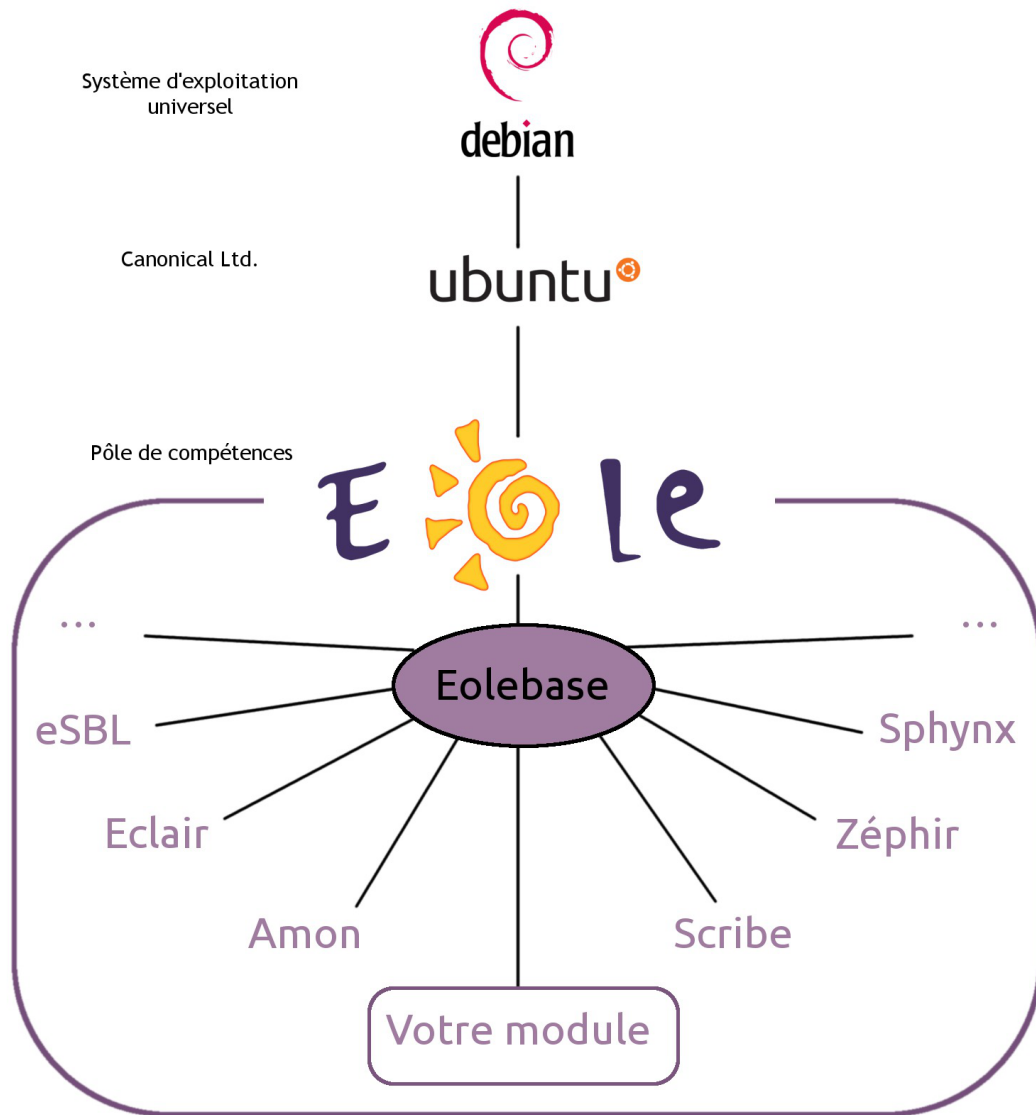 Système d'exploitation
universel
debian
Canonical Ltd.
ubuntu
Pôle de compétences
EOle
...
...
Eolebase
eSBL
Sphynx
Eclair
Zéphir
Amon
Scribe
Votre module